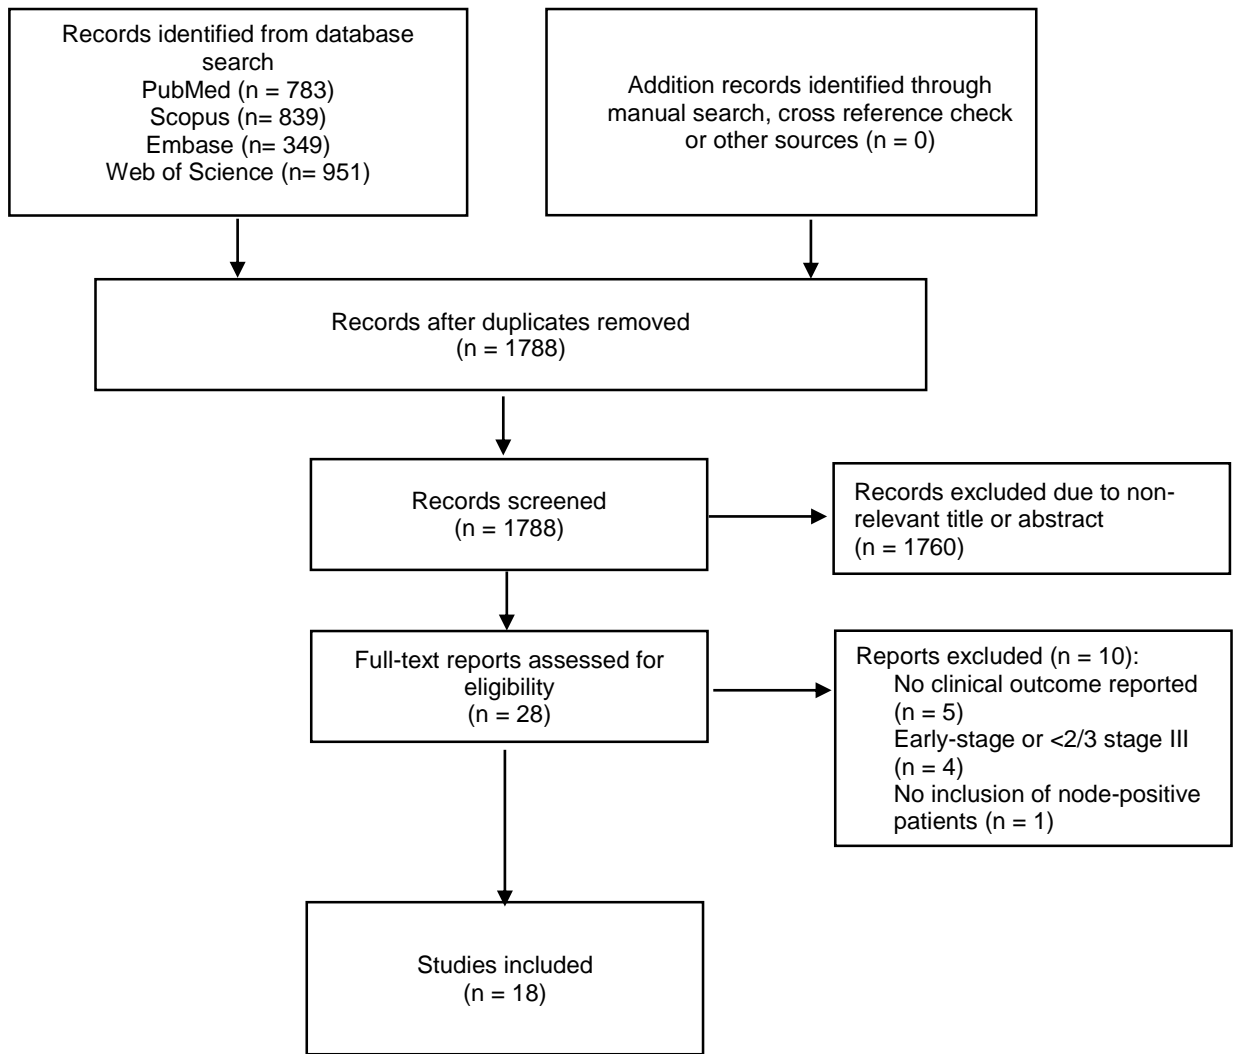 Records identified from database
search
PubMed (n = 783)
Scopus (n= 839)
Embase (n= 349)
Web of Science (n= 951)
Addition records identified through
manual search, cross reference check
or other sources (n = 0)
Records after duplicates removed
(n = 1788)
Records screened
(n = 1788)
Records excluded due to non-
relevant title or abstract
(n = 1760)
Full-text reports assessed for
eligibility
(n = 28)
Reports excluded (n = 10):
No clinical outcome reported
(n = 5)
Early-stage or <2/3 stage III
(n = 4)
No inclusion of node-positive
patients (n = 1)
Studies included
(n = 18)